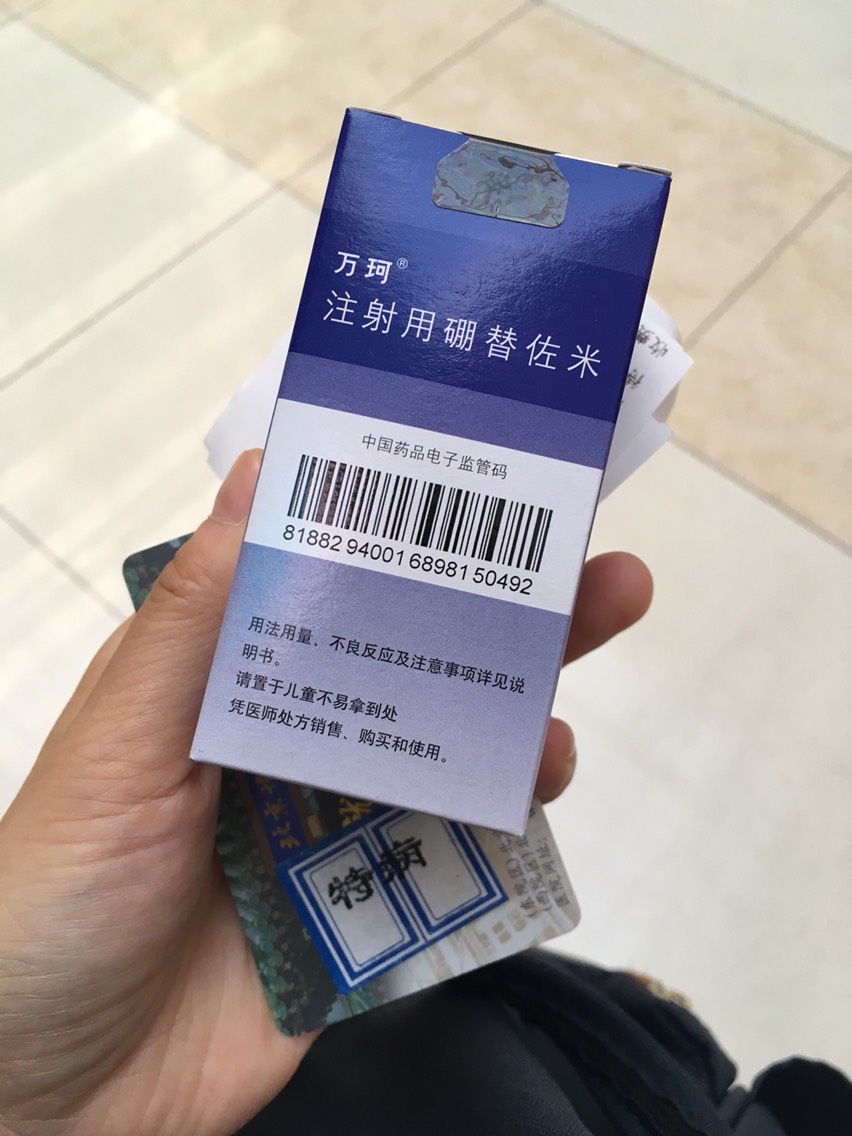 万珂®
注射用硼替佐米
中国药品电子监管码
81882 94001 68981 50492
用法用量、不良反应及注意事项详见说
明书。
请置于儿童不易拿到处
凭医师处方销售、购买和使用。
特病